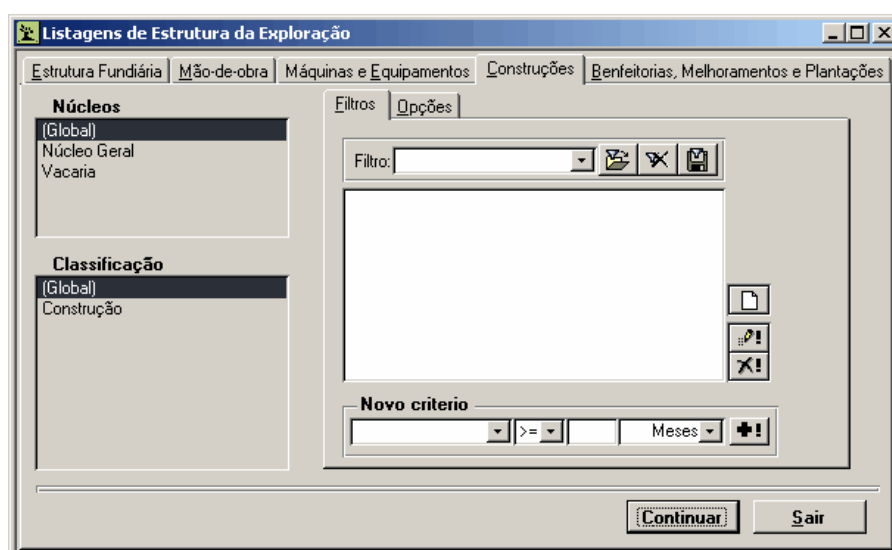 Listagens de Estrutura da Exploração
Estrutura Fundiária Mão-de-obra Máquinas e Equipamentos Construções Benfeitorias, Melhoramentos e Plantações
Núcleos
(Global)
Núcleo Geral
Vacaria
Classificação
(Global)
Construção
Filtros Opções
Filtro:
Novo criterio
>= Meses
Continuar Sair